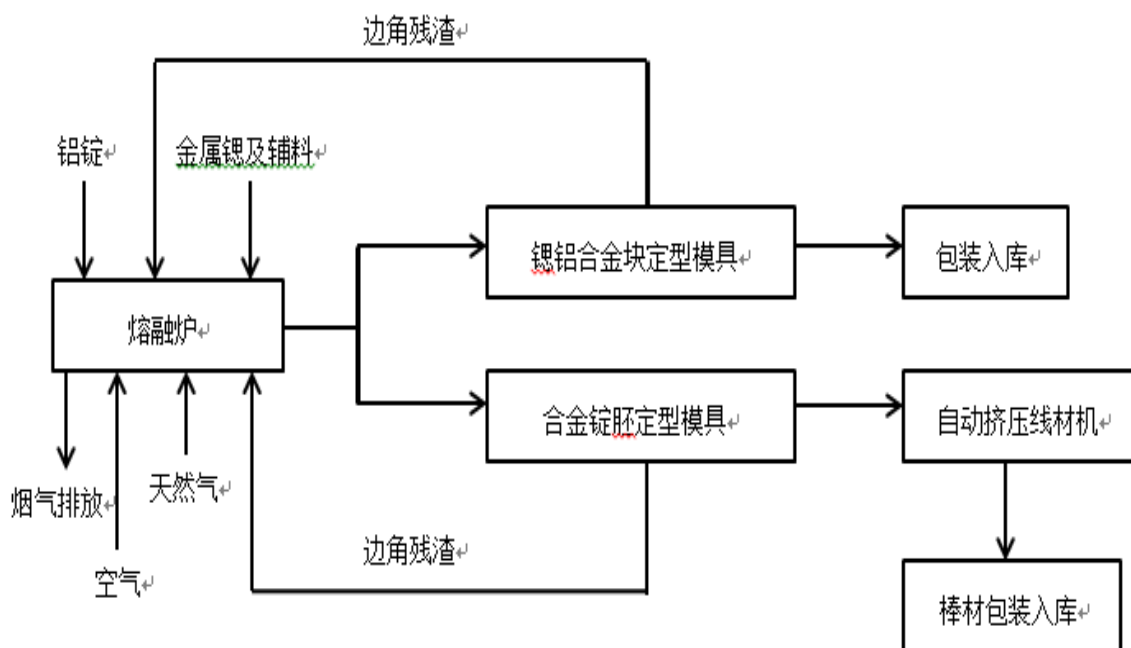 边角残渣
铝锭
金属锶及辅料
锶铝合金块定型模具
包装入库
熔融炉
合金锭胚定型模具
自动挤压线材机
烟气排放
天然气
空气
边角残渣
棒材包装入库